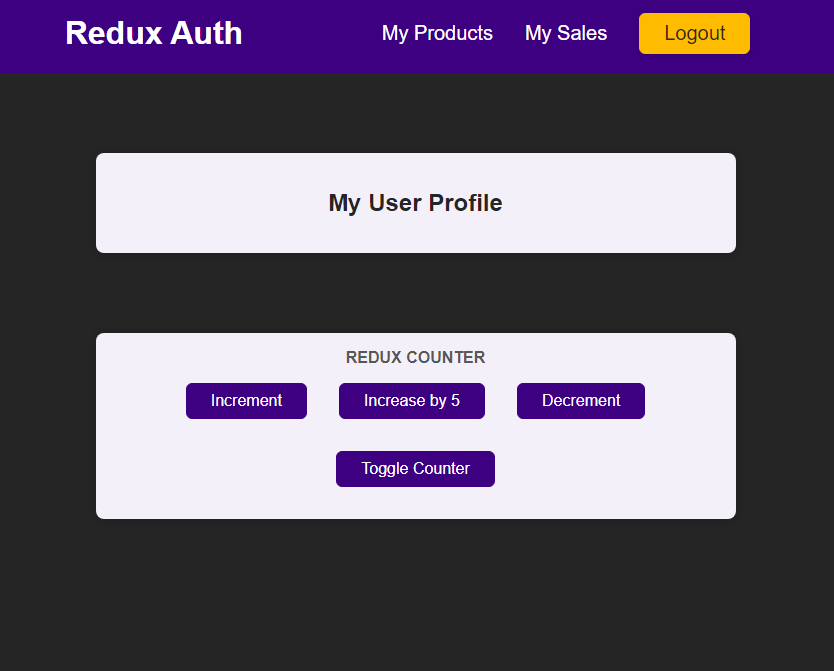 Redux Auth My Products My Sales Logout
My User Profile
REDUX COUNTER
Increment Increase by 5 Decrement
Toggle Counter